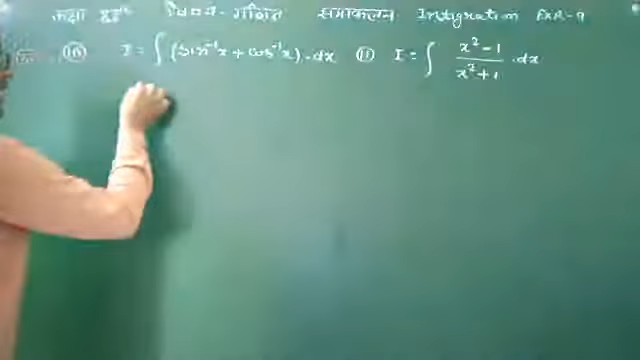 कक्षा 12th विषय - गणित समाकलन Intigration Ex.-9
(10) I = ∫ (sin⁻¹x + cos⁻¹x) . dx (11) I = ∫ x² - 1 / x² + 1 . dx